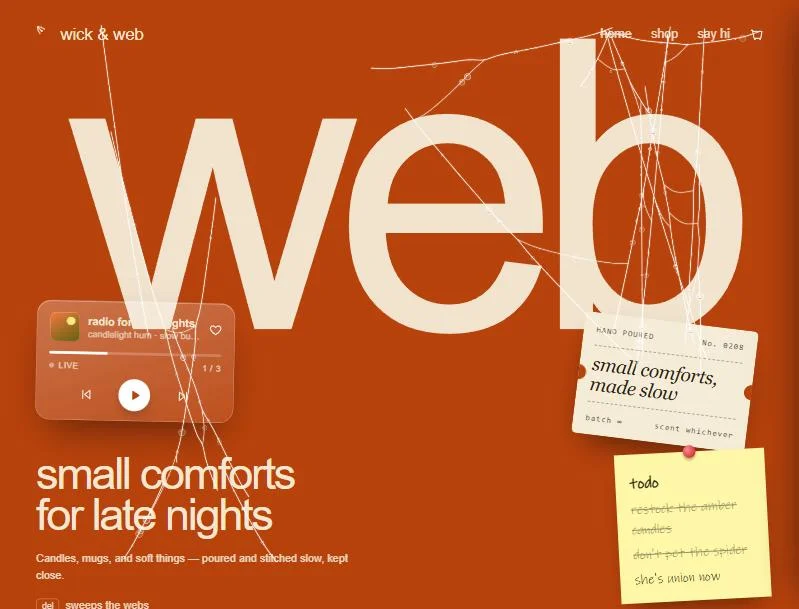 wick & web
home shop say hi
web
radio for nights
candlelight hum · slow bu...
LIVE
1 / 3
HAND POURED
No. 0208
small comforts,
made slow
batch ∞
scent whichever
todo
restock the amber
candles
don't pet the spider
she's union now
small comforts
for late nights
Candles, mugs, and soft things — poured and stitched slow, kept
close.
del sweeps the webs